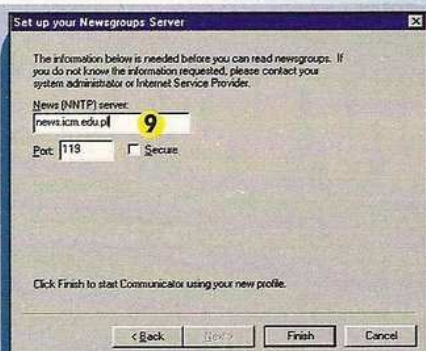 Set up your Newsgroups Server
The information below is needed before you can read newsgroups. If
you do not know the information requested, please contact your
system administrator or Internet Service Provider.
News (NNTP) server:
news.icm.edu.pl
9
Port: 119
Secure
Click Finish to start Communicator using your new profile.
< Back
Next >
Finish
Cancel